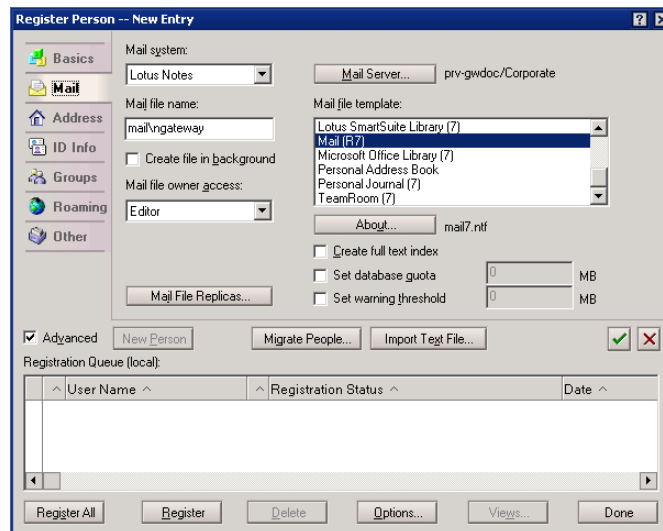 Register Person -- New Entry
Basics
Mail
Address
ID Info
Groups
Roaming
Other
Mail system:
Lotus Notes
Mail Server...
prv-gwdoc/Corporate
Mail file name:
mail\ngateway
Mail file template:
Lotus SmartSuite Library (7)
Mail (R7)
Microsoft Office Library (7)
Personal Address Book
Personal Journal (7)
TeamRoom (7)
Create file in background
Mail file owner access:
Editor
About...
mail7.ntf
Create full text index
Set database quota
0
MB
Mail File Replicas...
Set warning threshold
0
MB
Advanced
New Person
Migrate People...
Import Text File...
Registration Queue (local):
User Name
Registration Status
Date
Register All
Register
Delete
Options...
Views...
Done